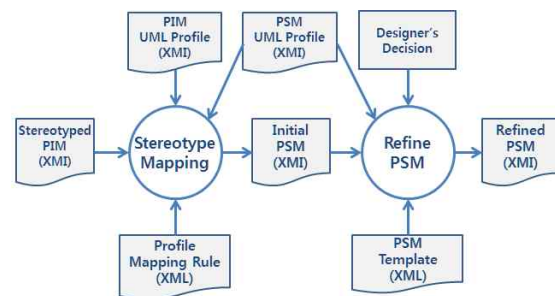 PIM
UML Profile
(XMI)
PSM
UML Profile
(XMI)
Designer's
Decision
Stereotyped
PIM
(XMI)
Stereotype
Mapping
Initial
PSM
(XMI)
Refine
PSM
Refined
PSM
(XMI)
Profile
Mapping Rule
(XML)
PSM
Template
(XML)